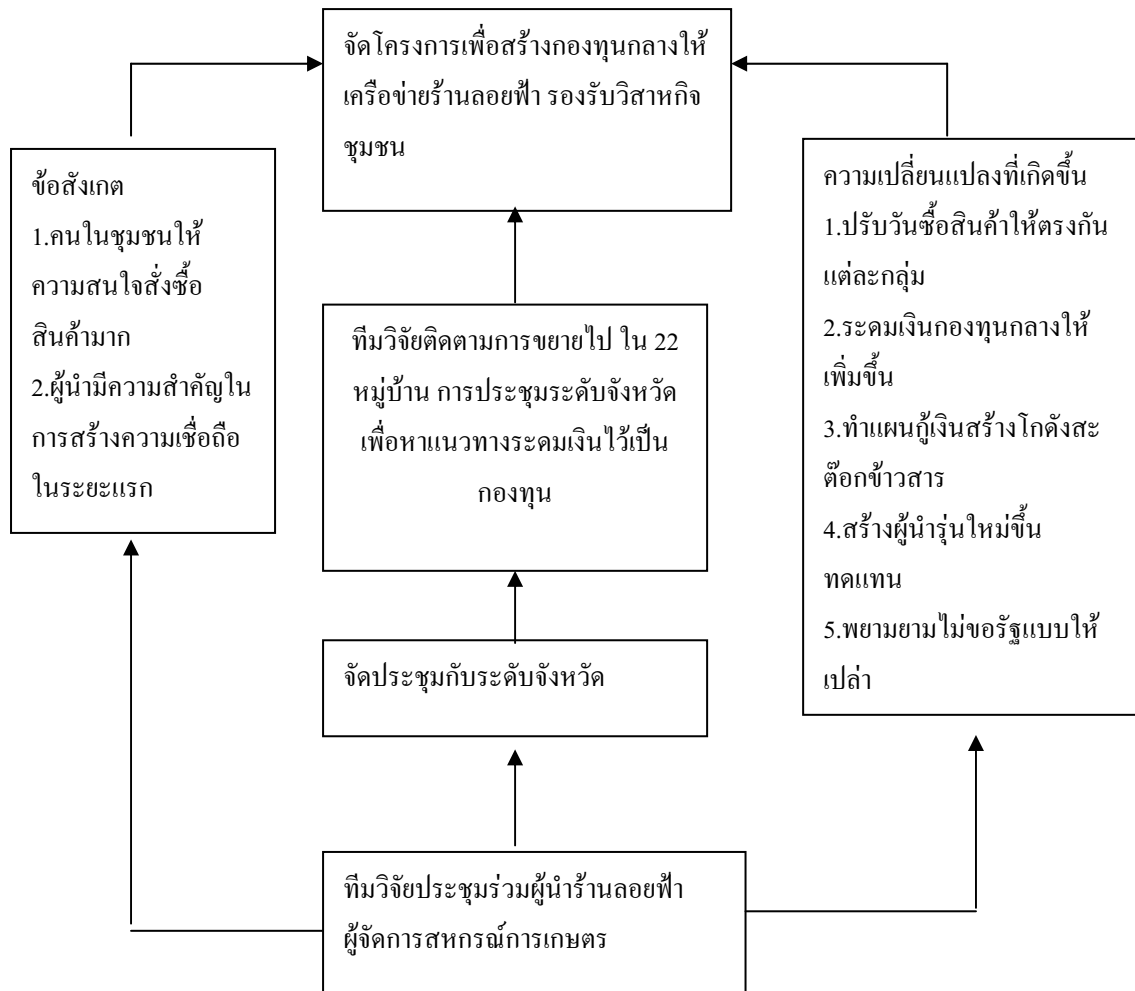 จัดโครงการเพื่อสร้างกองทุนกลางให้
เครือข่ายร้านลอยฟ้า รองรับวิสาหกิจ
ชุมชน
ข้อสังเกต
1.คนในชุมชนให้
ความสนใจสั่งซื้อ
สินค้ามาก
2.ผู้นำมีความสำคัญใน
การสร้างความเชื่อถือ
ในระยะแรก
ทีมวิจัยติดตามการขยายไป ใน 22
หมู่บ้าน การประชุมระดับจังหวัด
เพื่อหาแนวทางระดมเงินไว้เป็น
กองทุน
ความเปลี่ยนแปลงที่เกิดขึ้น
1.ปรับวันซื้อสินค้าให้ตรงกัน
แต่ละกลุ่ม
2.ระดมเงินกองทุนกลางให้
เพิ่มขึ้น
3.ทำแผนกู้เงินสร้างโกดังสะ
ต๊อกข้าวสาร
4.สร้างผู้นำรุ่นใหม่ขึ้น
ทดแทน
5.พยามยามไม่ขอรัฐแบบให้
เปล่า
จัดประชุมกับระดับจังหวัด
ทีมวิจัยประชุมร่วมผู้นำร้านลอยฟ้า
ผู้จัดการสหกรณ์การเกษตร